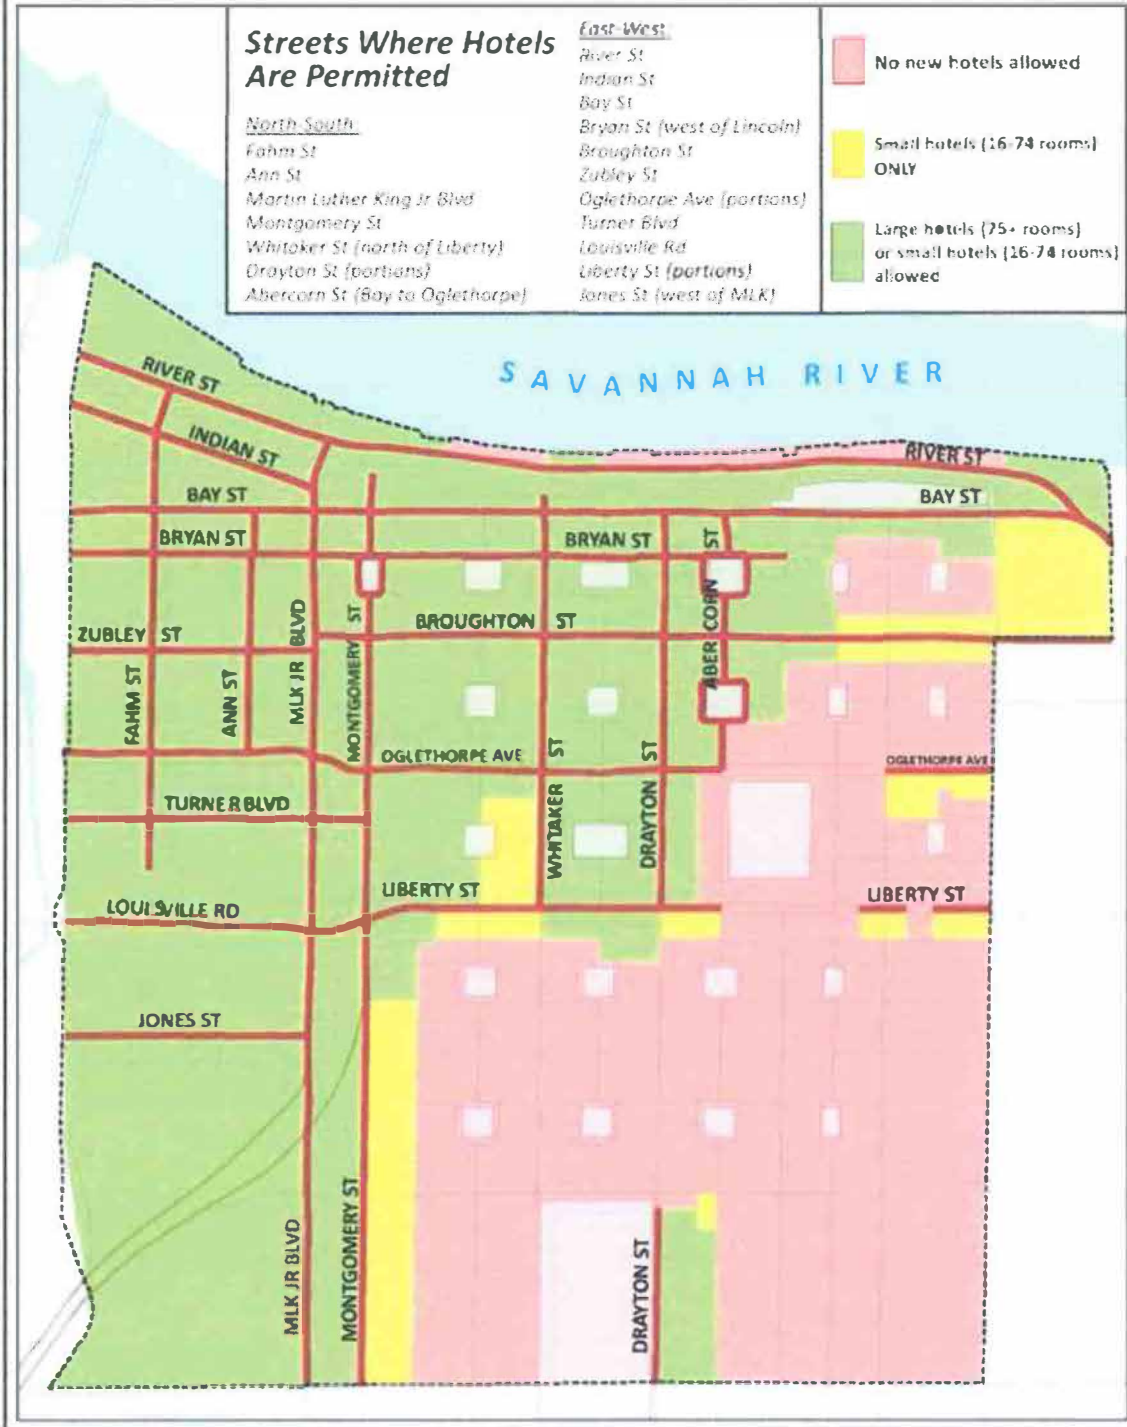 Streets Where Hotels
Are Permitted
North-South
Fahm St
Ann St
Martin Luther King Jr Blvd
Montgomery St
Whitaker St (north of Liberty)
Drayton St (portions)
Abercorn St (Bay to Oglethorpe)
East-West
River St
Indian St
Bay St
Bryan St (west of Lincoln)
Broughton St
Zubley St
Oglethorpe Ave (portions)
Turner Blvd
Louisville Rd
Liberty St (portions)
Jones St (west of MLK)
No new hotels allowed
Small hotels (16-74 rooms)
ONLY
Large hotels (75+ rooms)
or small hotels (16-74 rooms)
allowed
SAVANNAH RIVER
RIVER ST
INDIAN ST
RIVER ST
BAY ST
BAY ST
BRYAN ST
BRYAN ST
ABERCORN ST
ZUBLEY ST
BROUGHTON ST
FAHM ST
ANN ST
MLK JR BLVD
MONTGOMERY ST
OGLETHORPE AVE
OGLETHORPE AVE
TURNER BLVD
WHITAKER ST
DRAYTON ST
LIBERTY ST
LIBERTY ST
LOUISVILLE RD
JONES ST
MLK JR BLVD
MONTGOMERY ST
DRAYTON ST